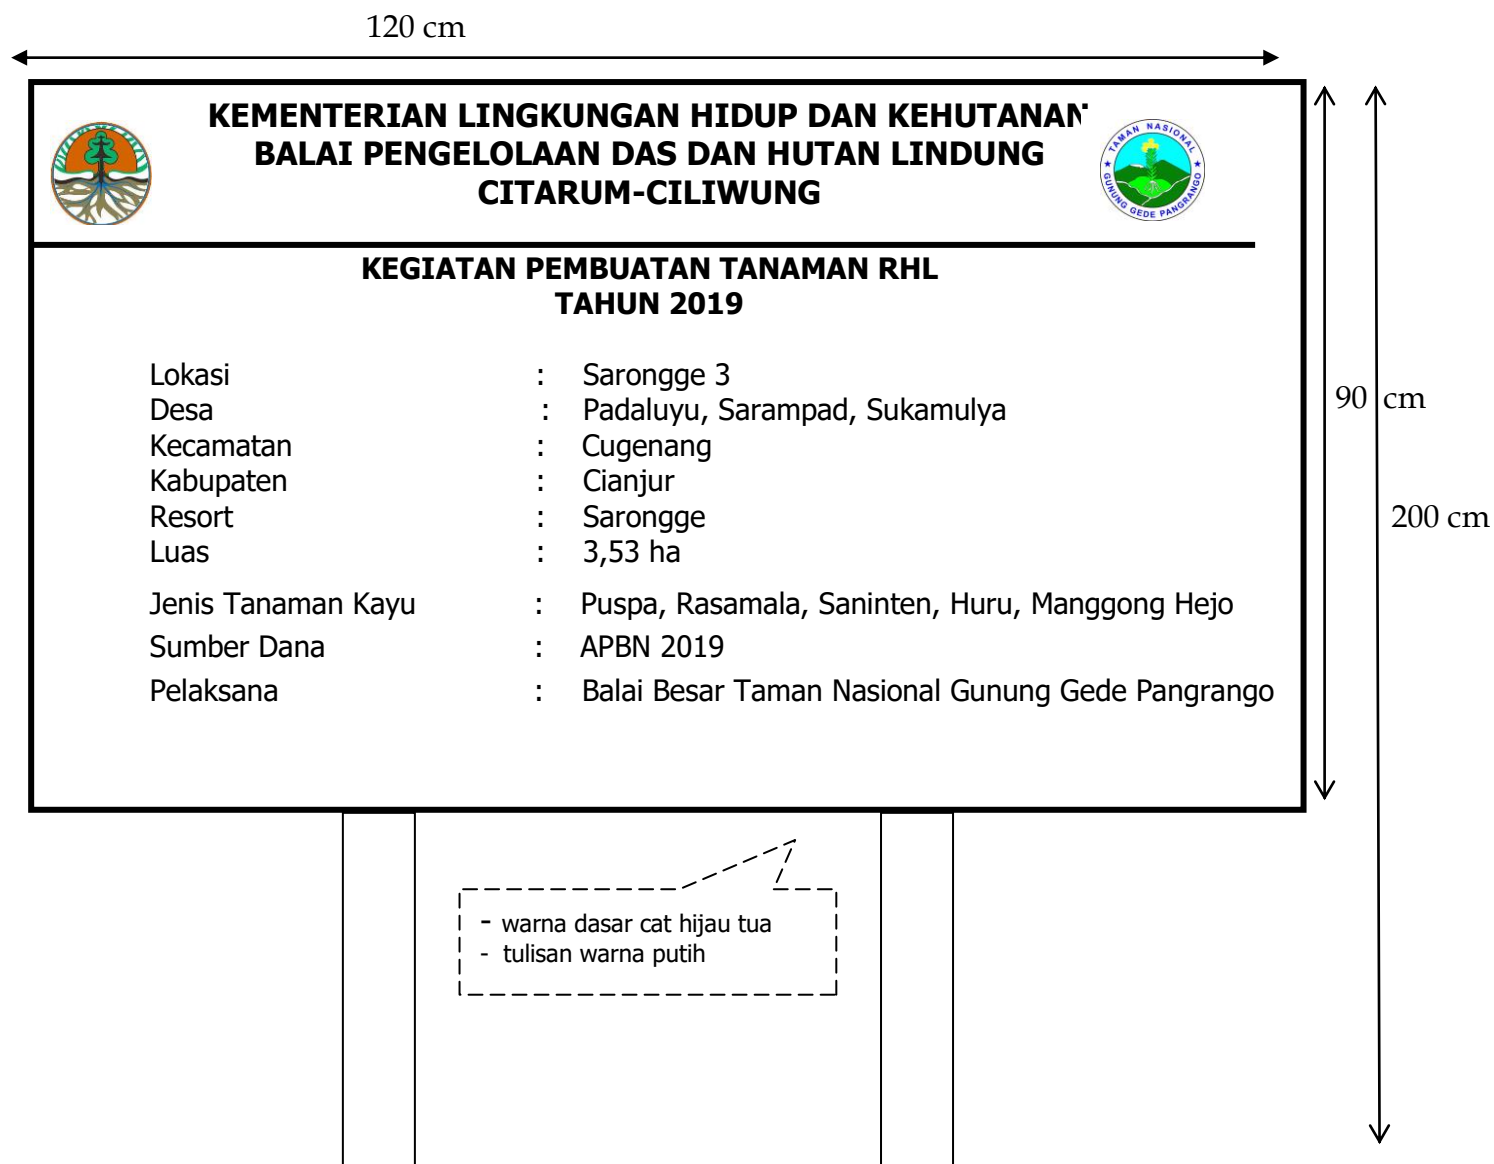 120 cm
KEMENTERIAN LINGKUNGAN HIDUP DAN KEHUTANAN
BALAI PENGELOLAAN DAS DAN HUTAN LINDUNG
CITARUM-CILIWUNG
TAMAN NASIONAL
GUNUNG GEDE PANGRANGO
KEGIATAN PEMBUATAN TANAMAN RHL
TAHUN 2019
Lokasi : Sarongge 3
Desa : Padaluyu, Sarampad, Sukamulya
Kecamatan : Cugenang
Kabupaten : Cianjur
Resort : Sarongge
Luas : 3,53 ha
Jenis Tanaman Kayu : Puspa, Rasamala, Saninten, Huru, Manggong Hejo
Sumber Dana : APBN 2019
Pelaksana : Balai Besar Taman Nasional Gunung Gede Pangrango
90 cm
200 cm
- warna dasar cat hijau tua
- tulisan warna putih